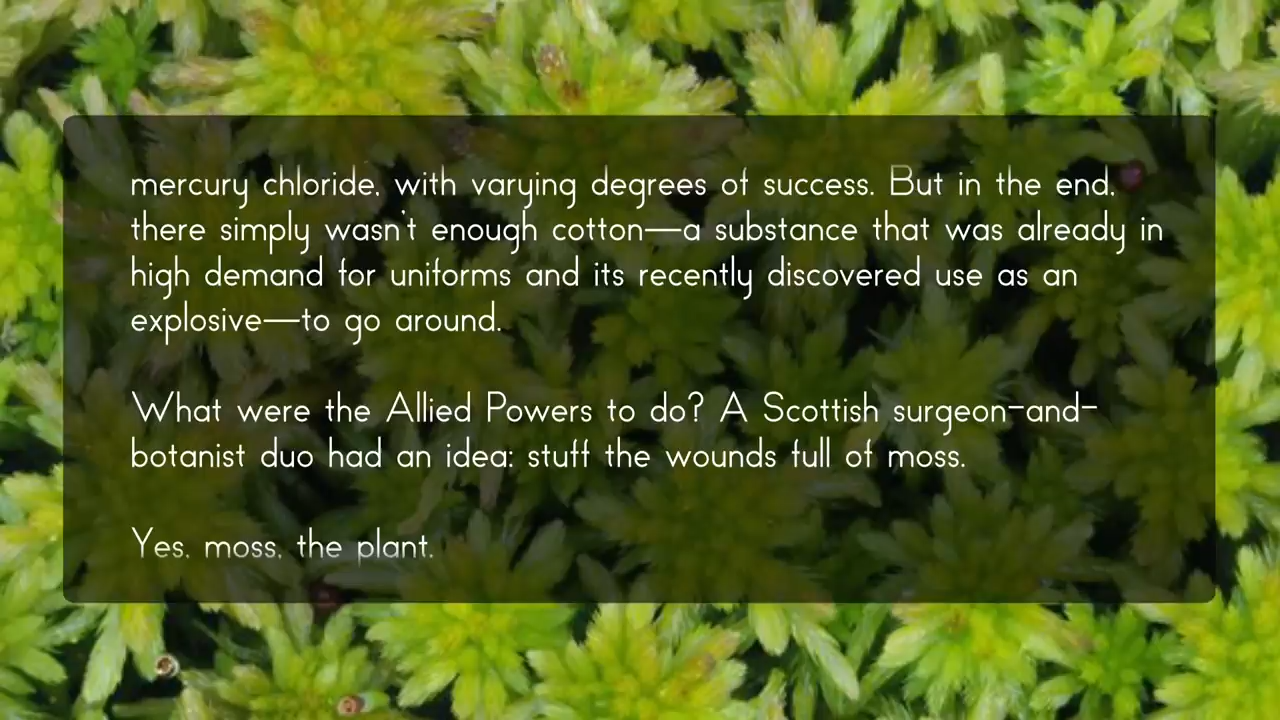 mercury chloride, with varying degrees of success. But in the end,
there simply wasn't enough cotton—a substance that was already in
high demand for uniforms and its recently discovered use as an
explosive—to go around.
What were the Allied Powers to do? A Scottish surgeon-and-
botanist duo had an idea: stuff the wounds full of moss.
Yes, moss, the plant.